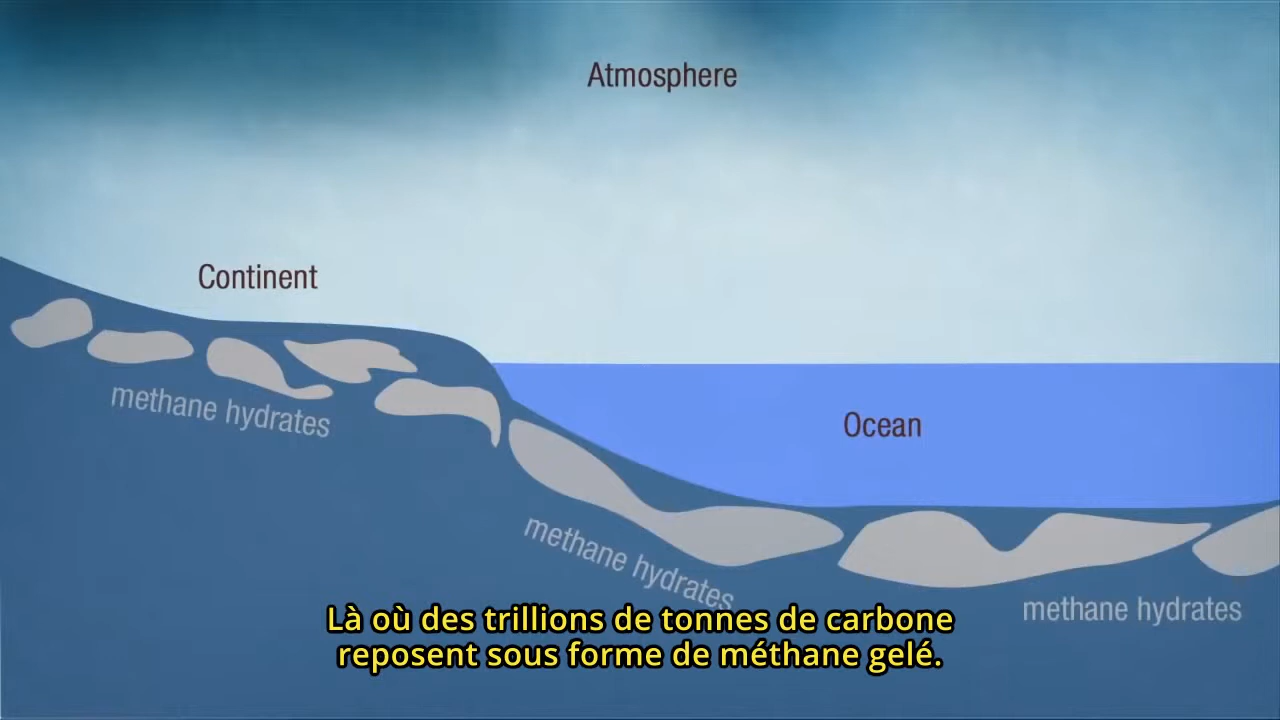 Atmosphere
Continent
methane hydrates
Ocean
methane hydrates
methane hydrates
Là où des trillions de tonnes de carbone
reposent sous forme de méthane gelé.